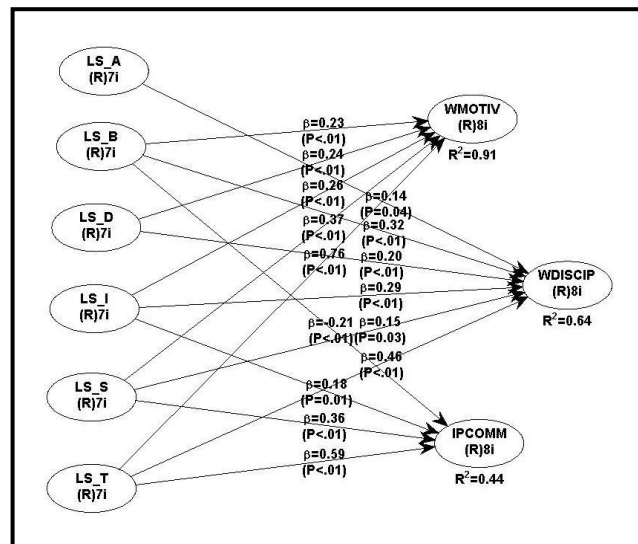 LS_A
(R)7i
LS_B
(R)7i
LS_D
(R)7i
LS_I
(R)7i
LS_S
(R)7i
LS_T
(R)7i
β=0.23
(P<.01)
β=0.24
(P<.01)
β=0.26
(P<.01)
β=0.37
(P<.01)
β=0.76
(P<.01)
β=0.14
(P=0.04)
β=0.32
(P<.01)
β=0.20
(P<.01)
β=0.29
(P<.01)
β=-0.21
(P<.01)
β=0.15
(P=0.03)
β=0.46
(P<.01)
β=0.18
(P=0.01)
β=0.36
(P<.01)
β=0.59
(P<.01)
WMOTIV
(R)8i
R²=0.91
WDISCIP
(R)8i
R²=0.64
IPCOMM
(R)8i
R²=0.44